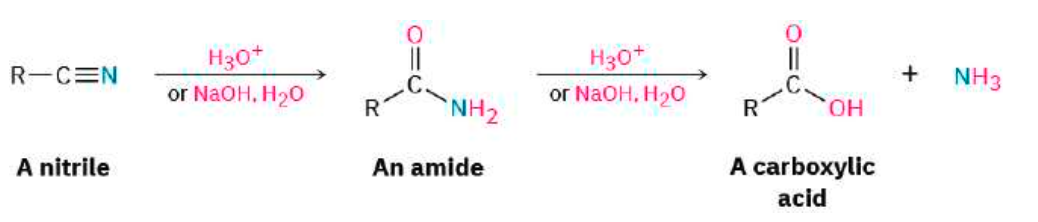 R—C≡N
H₃O⁺
or NaOH, H₂O
O
C
R NH₂
H₃O⁺
or NaOH, H₂O
O
C
R OH
+ NH₃
A nitrile
An amide
A carboxylic
acid